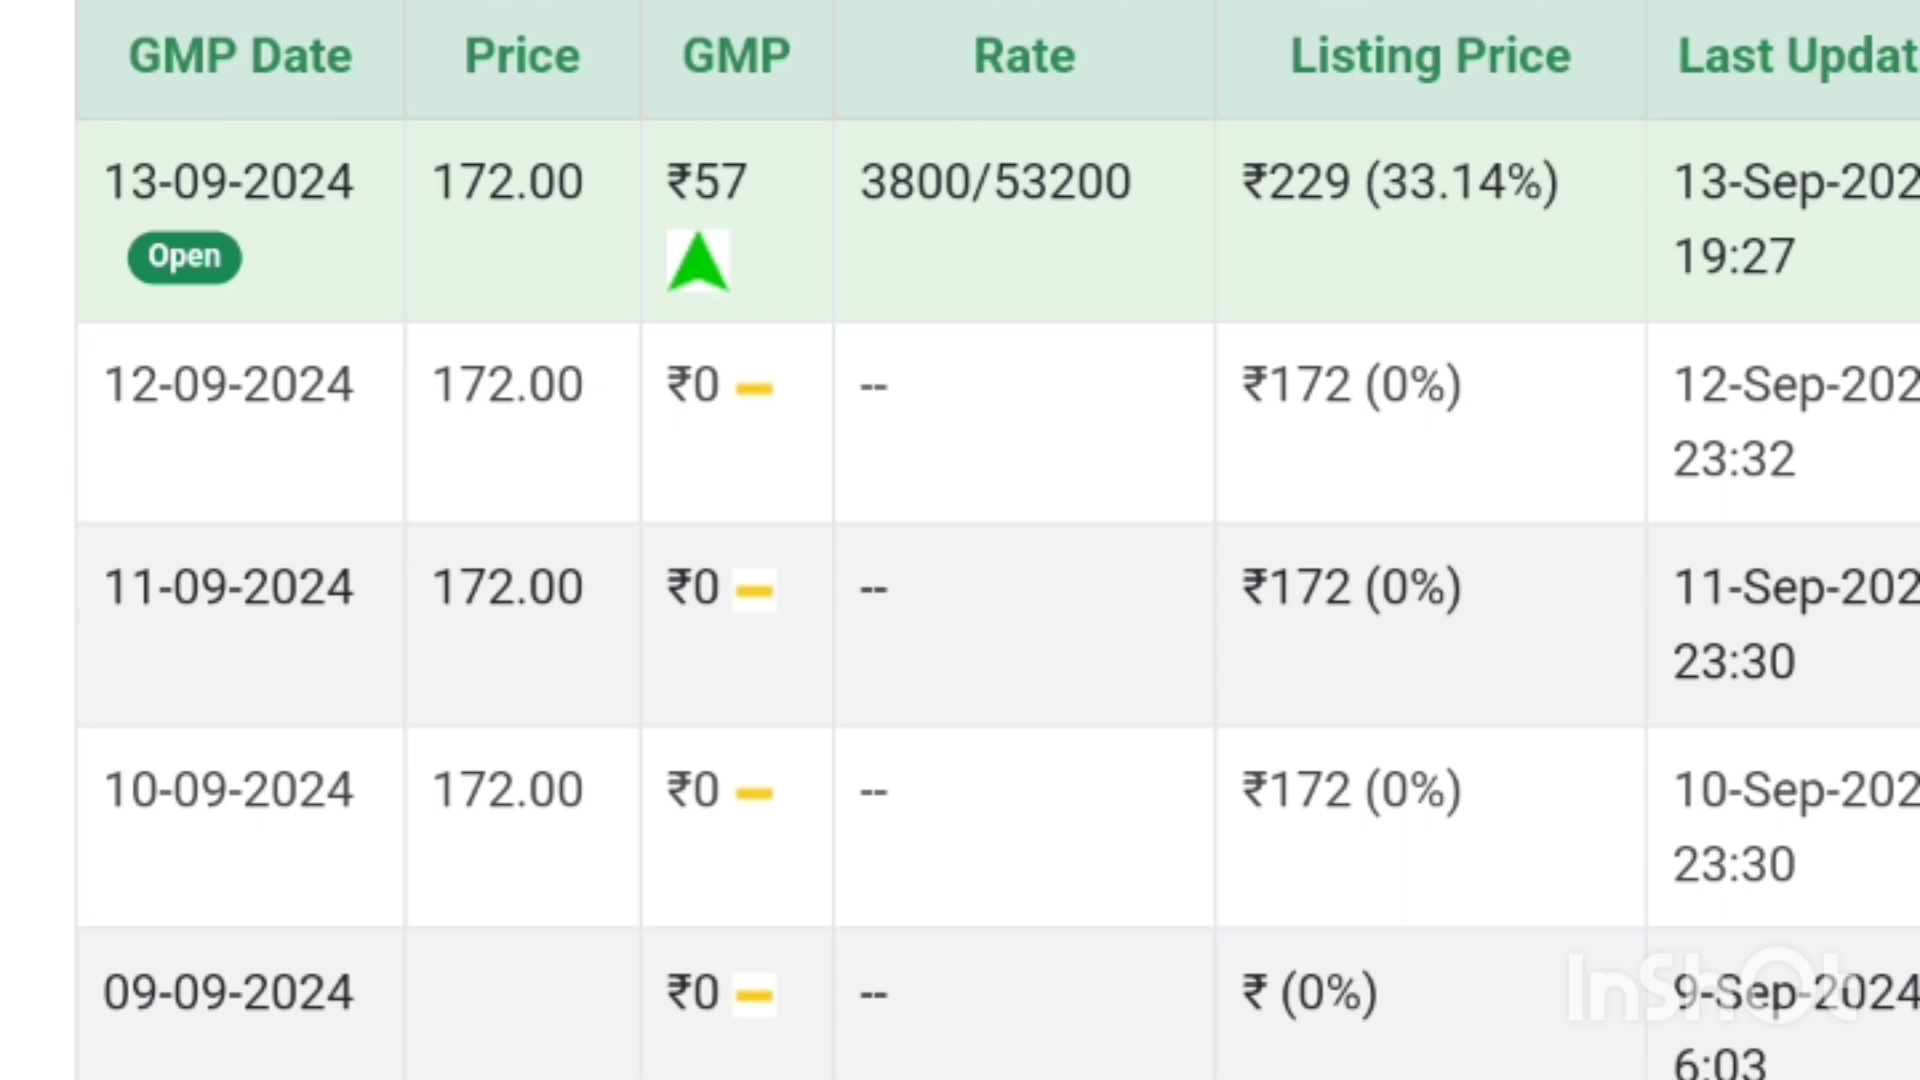 GMP Date Price GMP Rate Listing Price Last Updat
13-09-2024 172.00 ₹57 3800/53200 ₹229 (33.14%) 13-Sep-202
Open 19:27
12-09-2024 172.00 ₹0 -- ₹172 (0%) 12-Sep-202
23:32
11-09-2024 172.00 ₹0 -- ₹172 (0%) 11-Sep-202
23:30
10-09-2024 172.00 ₹0 -- ₹172 (0%) 10-Sep-202
23:30
09-09-2024 ₹0 -- ₹ (0%) 9-Sep-2024
6:03
InShOt